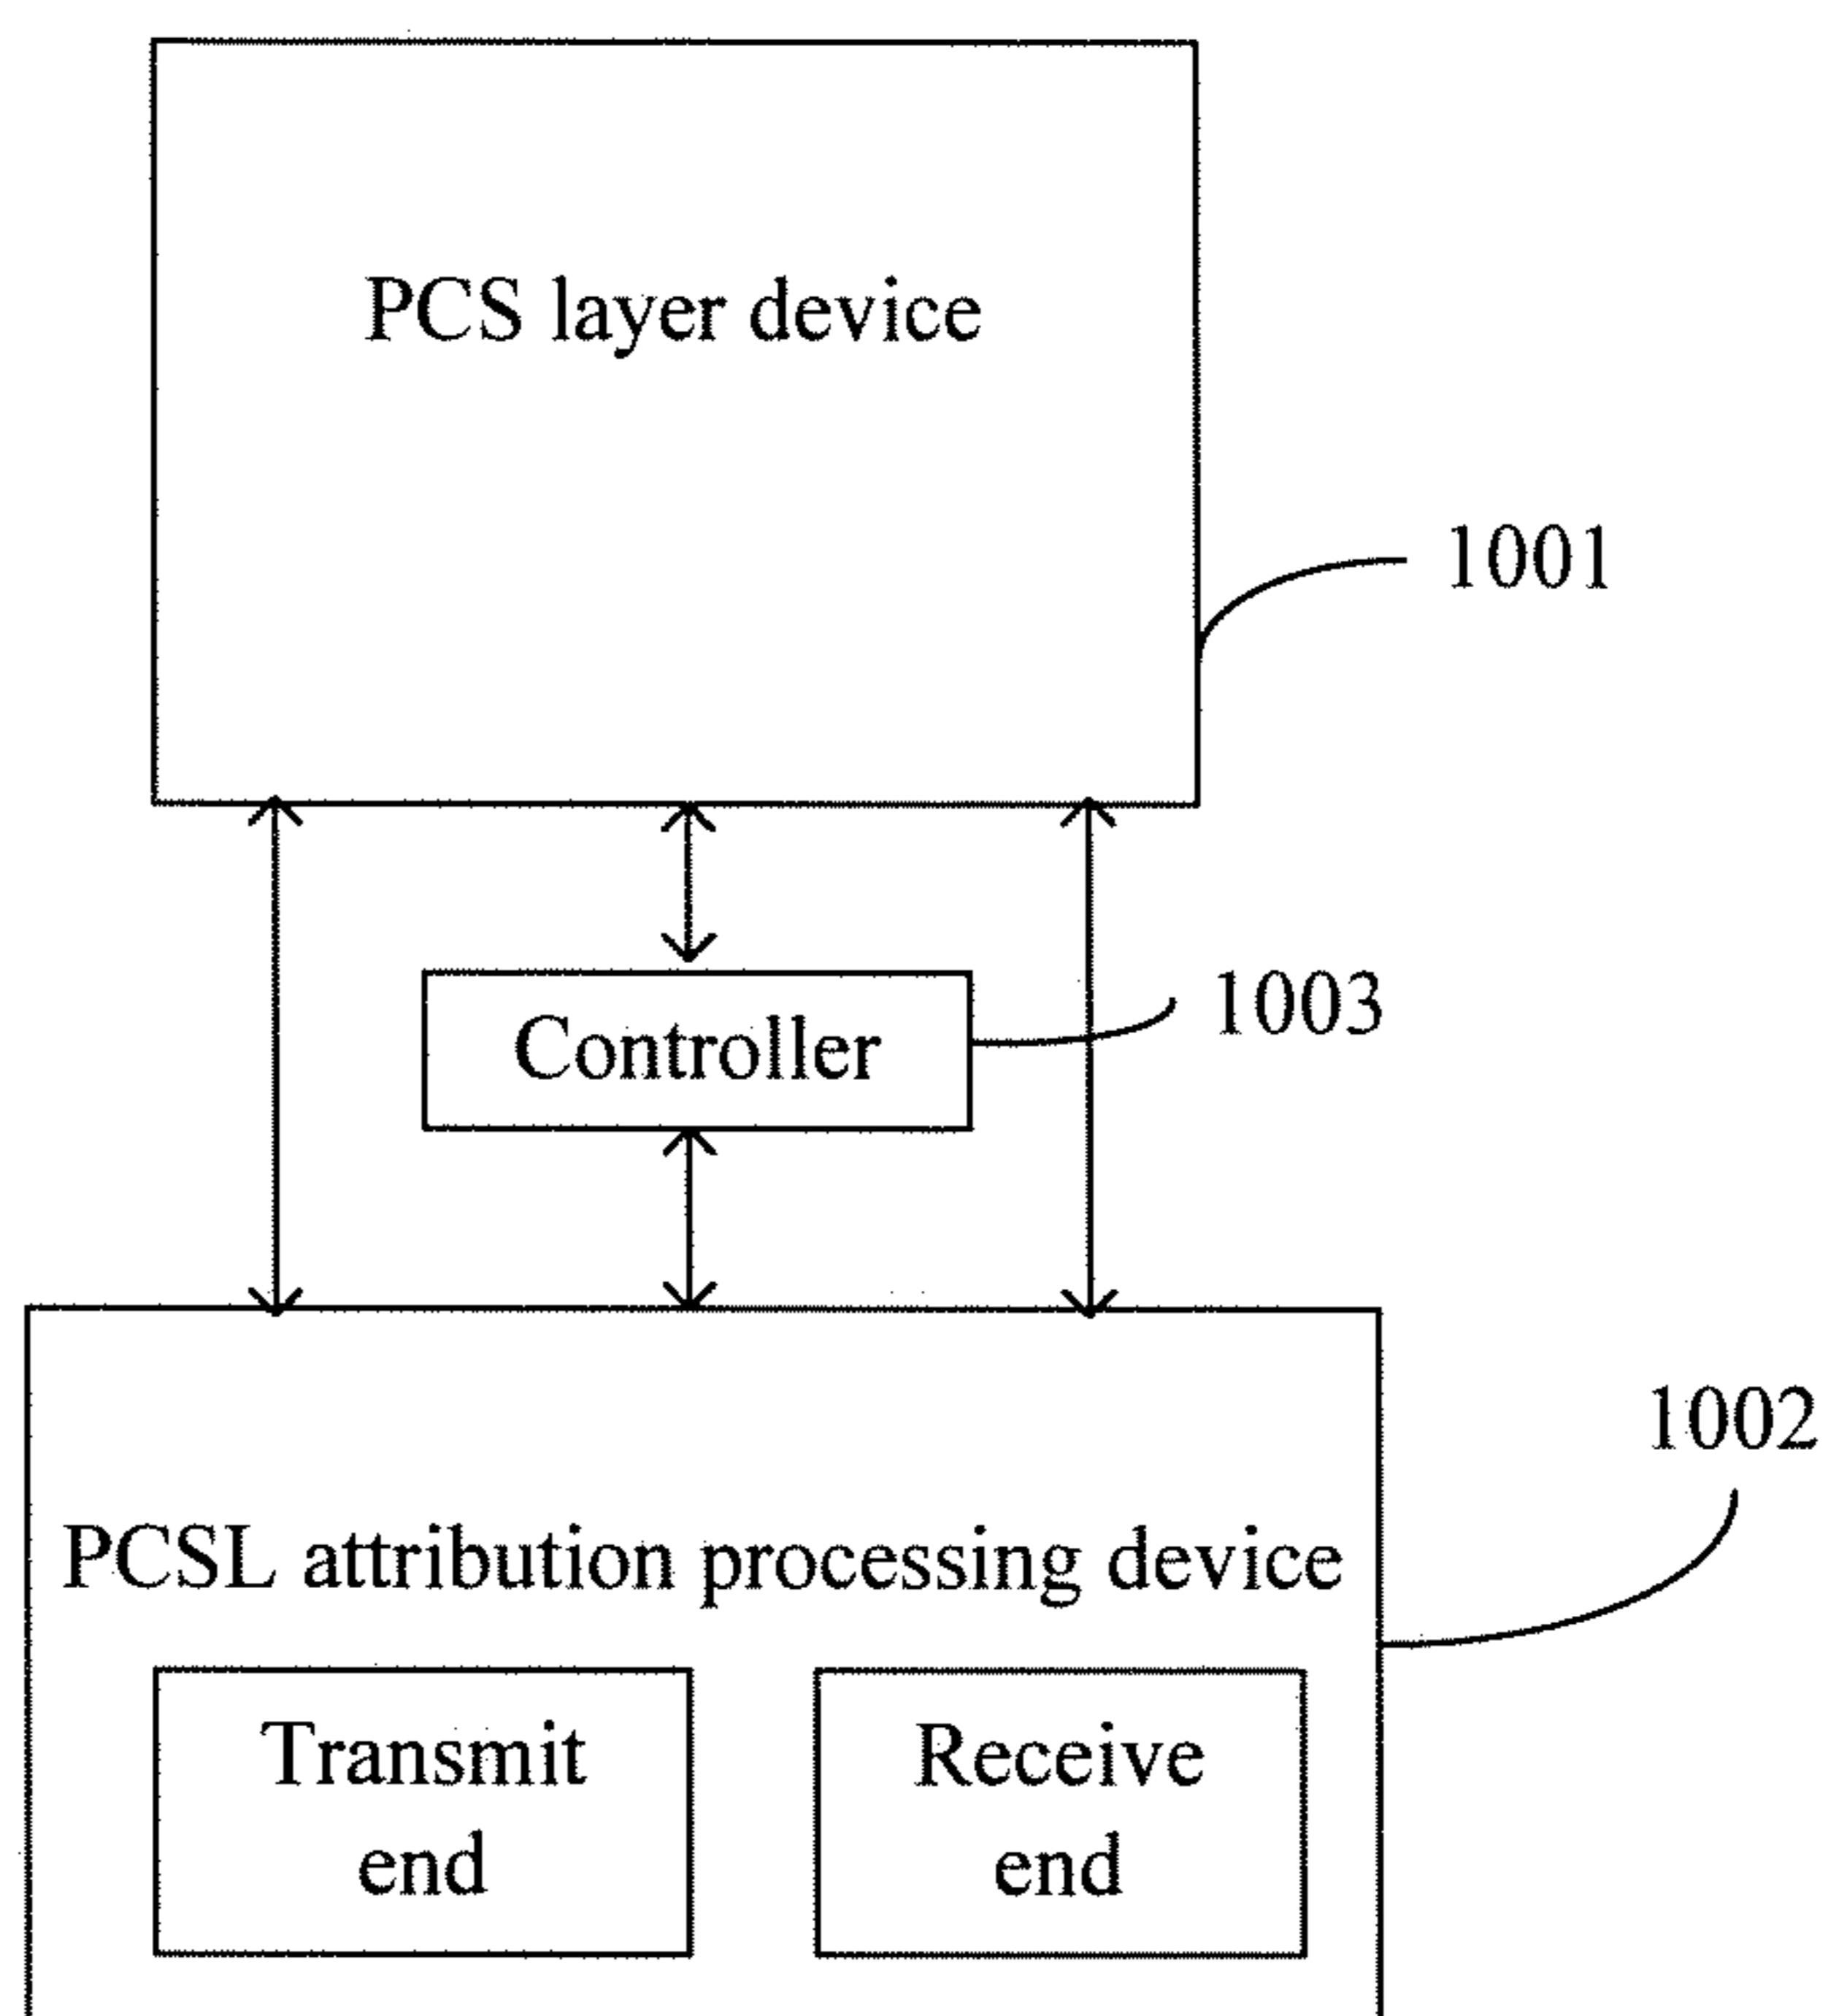 PCS layer device
1001
Controller
1003
1002
PCSL attribution processing device
Transmit
end
Receive
end